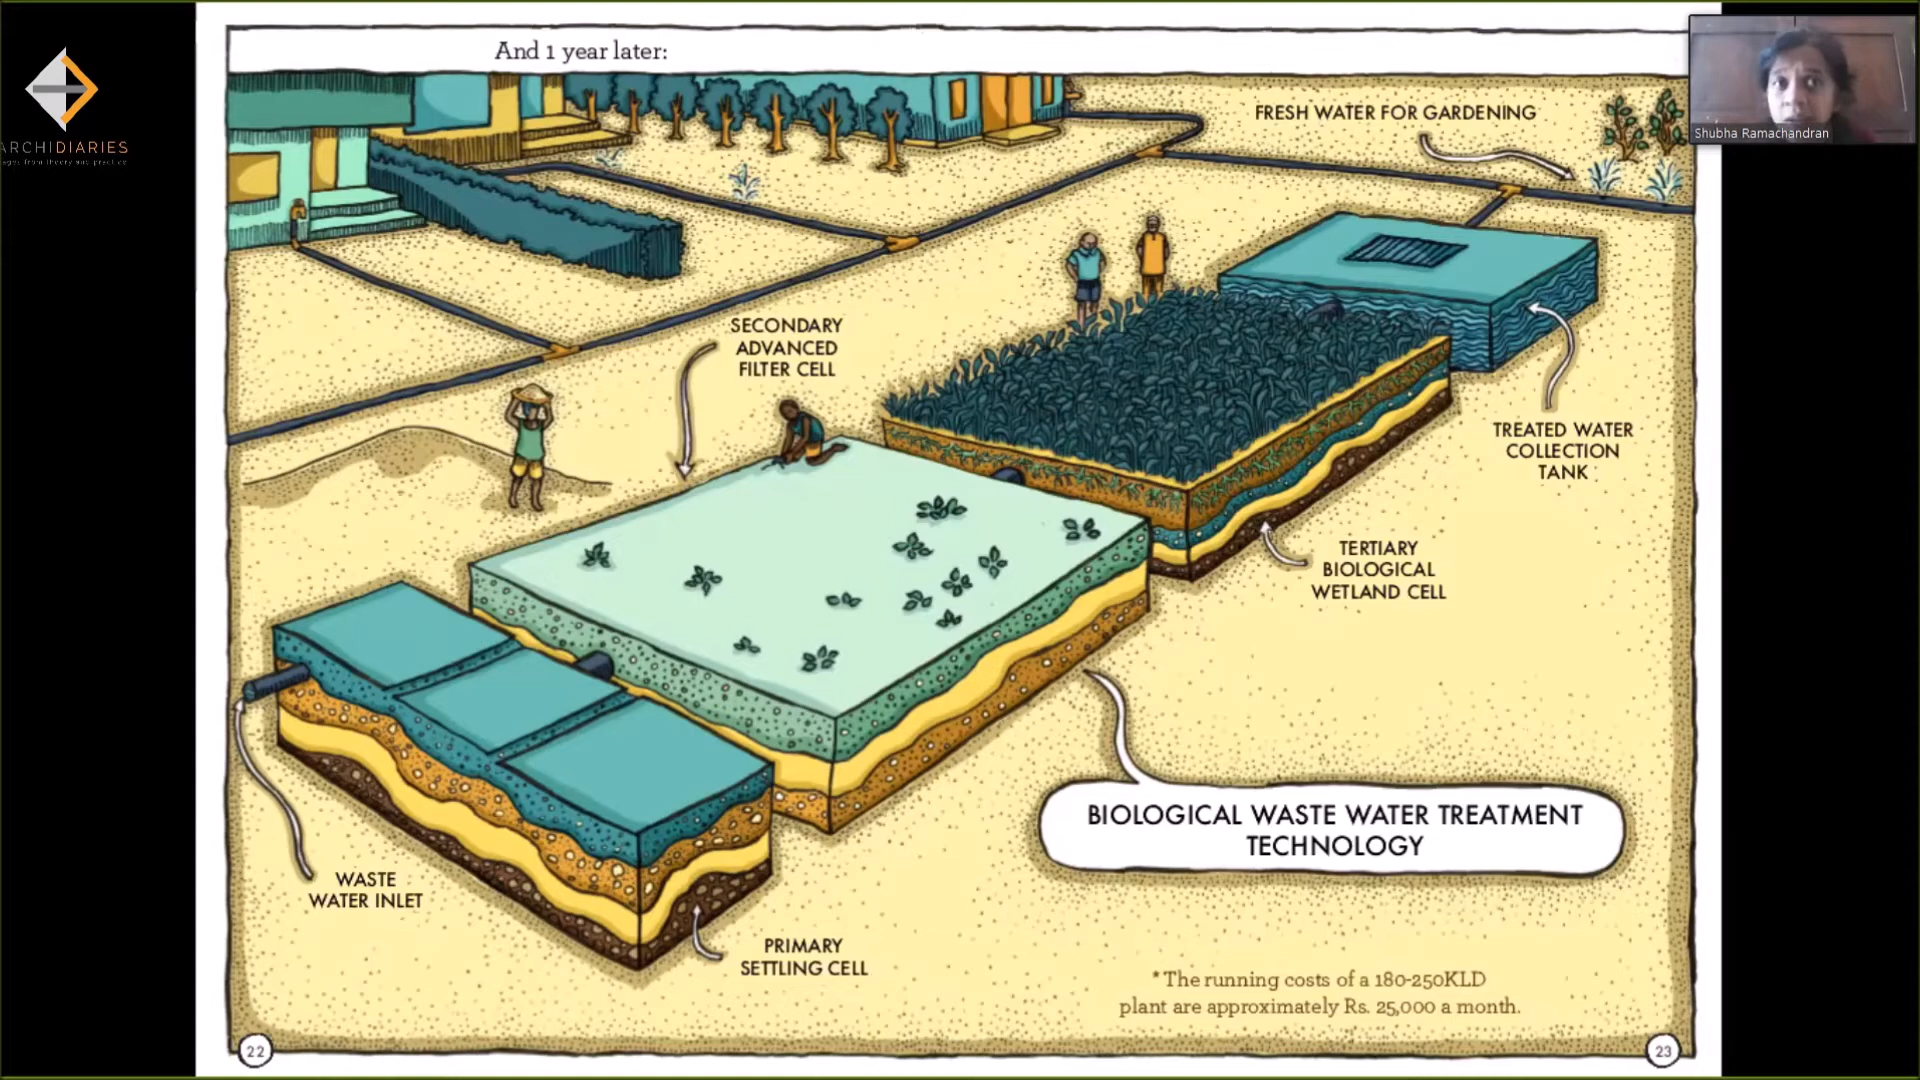 And 1 year later:
ARCHIDIARIES
FRESH WATER FOR GARDENING
Shubha Ramachandran
SECONDARY
ADVANCED
FILTER CELL
TREATED WATER
COLLECTION
TANK
TERTIARY
BIOLOGICAL
WETLAND CELL
BIOLOGICAL WASTE WATER TREATMENT
TECHNOLOGY
WASTE
WATER INLET
PRIMARY
SETTLING CELL
*The running costs of a 180-250KLD
plant are approximately Rs. 25,000 a month.
22
23